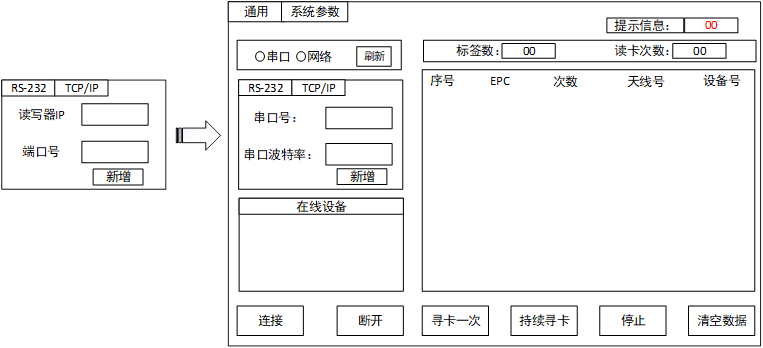 RS-232 TCP/IP
读写器IP
端口号
新增
通用 系统参数
提示信息： 00
串口 网络 刷新
标签数： 00 读卡次数： 00
RS-232 TCP/IP
串口号：
串口波特率：
新增
在线设备
序号 EPC 次数 天线号 设备号
连接 断开 寻卡一次 持续寻卡 停止 清空数据